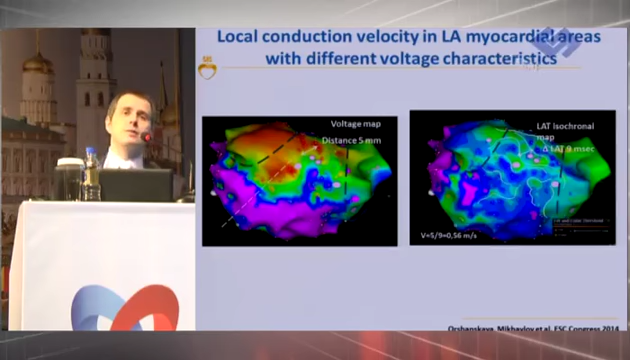 Local conduction velocity in LA myocardial areas
with different voltage characteristics
Voltage map
Distance 5 mm
LAT isochronal
map
Δ LAT 9 msec
V=5/9=0,56 m/s
Orshanskaya, Mikhaylov et al, ESC Congress 2014